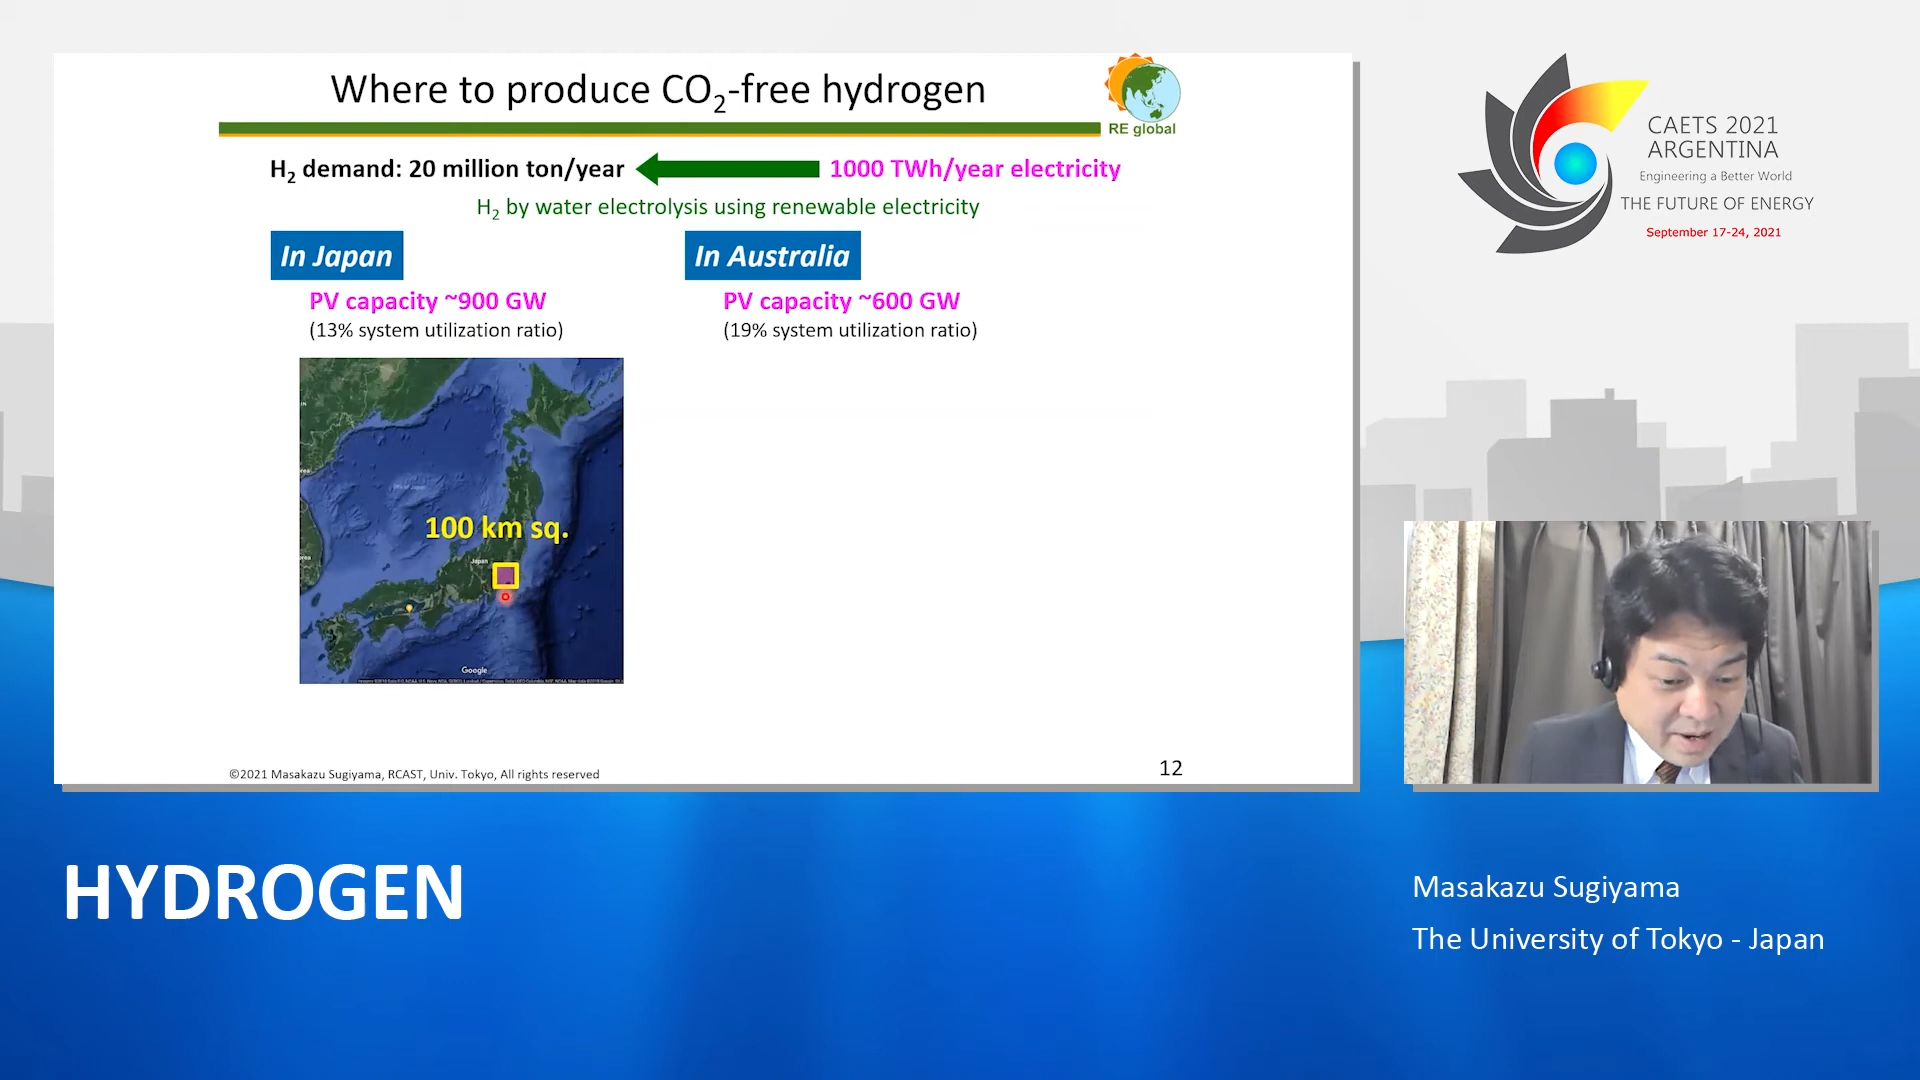 Where to produce CO₂-free hydrogen
RE global
H₂ demand: 20 million ton/year
1000 TWh/year electricity
H₂ by water electrolysis using renewable electricity
In Japan
In Australia
PV capacity ~900 GW
(13% system utilization ratio)
PV capacity ~600 GW
(19% system utilization ratio)
100 km sq.
Japan
Google
©2021 Masakazu Sugiyama, RCAST, Univ. Tokyo, All rights reserved
12
CAETS 2021
ARGENTINA
Engineering a Better World
THE FUTURE OF ENERGY
September 17-24, 2021
HYDROGEN
Masakazu Sugiyama
The University of Tokyo - Japan